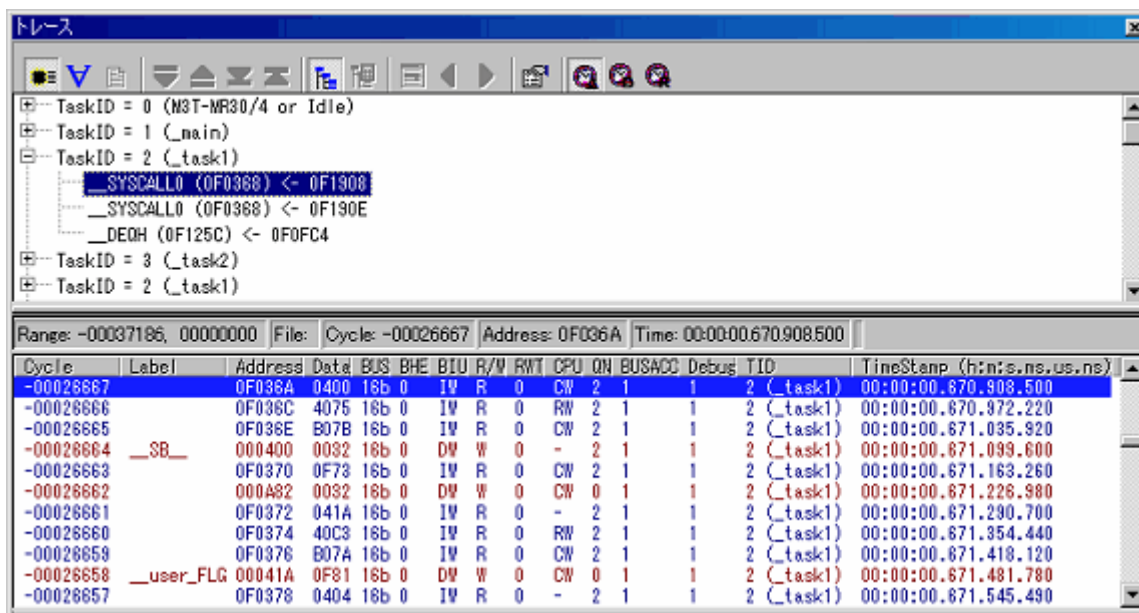 トレース
TaskID = 0 (M3T-MR30/4 or Idle)
TaskID = 1 (_main)
TaskID = 2 (_task1)
__SYSCALL0 (0F0368) <- 0F1908
__SYSCALL0 (0F0368) <- 0F190E
__DEQH (0F125C) <- 0F0FC4
TaskID = 3 (_task2)
TaskID = 2 (_task1)
Range: -00037186, 00000000 File: Cycle: -00026667 Address: 0F036A Time: 00:00:00.670.908.500
Cycle Label Address Data BUS BHE BIU R/W RWT CPU QN BUSACC Debug TID TimeStamp (h:m:s.ms.us.ns)
-00026667 0F036A 0400 16b 0 IW R 0 CW 2 1 1 2 (_task1) 00:00:00.670.908.500
-00026666 0F036C 4075 16b 0 IW R 0 RW 2 1 1 2 (_task1) 00:00:00.670.972.220
-00026665 0F036E B07B 16b 0 IW R 0 CW 2 1 1 2 (_task1) 00:00:00.671.035.920
-00026664 __SB__ 000400 0032 16b 0 DW W 0 - 2 1 1 2 (_task1) 00:00:00.671.099.600
-00026663 0F0370 0F73 16b 0 IW R 0 CW 2 1 1 2 (_task1) 00:00:00.671.163.260
-00026662 000A82 0032 16b 0 DW W 0 CW 0 1 1 2 (_task1) 00:00:00.671.226.980
-00026661 0F0372 041A 16b 0 IW R 0 - 2 1 1 2 (_task1) 00:00:00.671.290.700
-00026660 0F0374 40C3 16b 0 IW R 0 RW 2 1 1 2 (_task1) 00:00:00.671.354.440
-00026659 0F0376 B07A 16b 0 IW R 0 CW 2 1 1 2 (_task1) 00:00:00.671.418.120
-00026658 __user_FLG 00041A 0F81 16b 0 DW W 0 CW 0 1 1 2 (_task1) 00:00:00.671.481.780
-00026657 0F0378 0404 16b 0 IW R 0 - 2 1 1 2 (_task1) 00:00:00.671.545.490